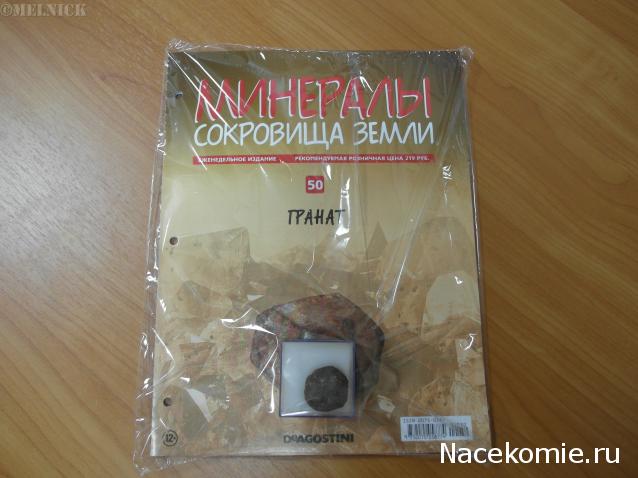 ©MELNICK
МИНЕРАЛЫ
СОКРОВИЩА ЗЕМЛИ
ЕЖЕНЕДЕЛЬНОЕ ИЗДАНИЕ РЕКОМЕНДУЕМАЯ РОЗНИЧНАЯ ЦЕНА 219 РУБ.
50
ГРАНАТ
12+
DEAGOSTINI
Nacekomie.ru